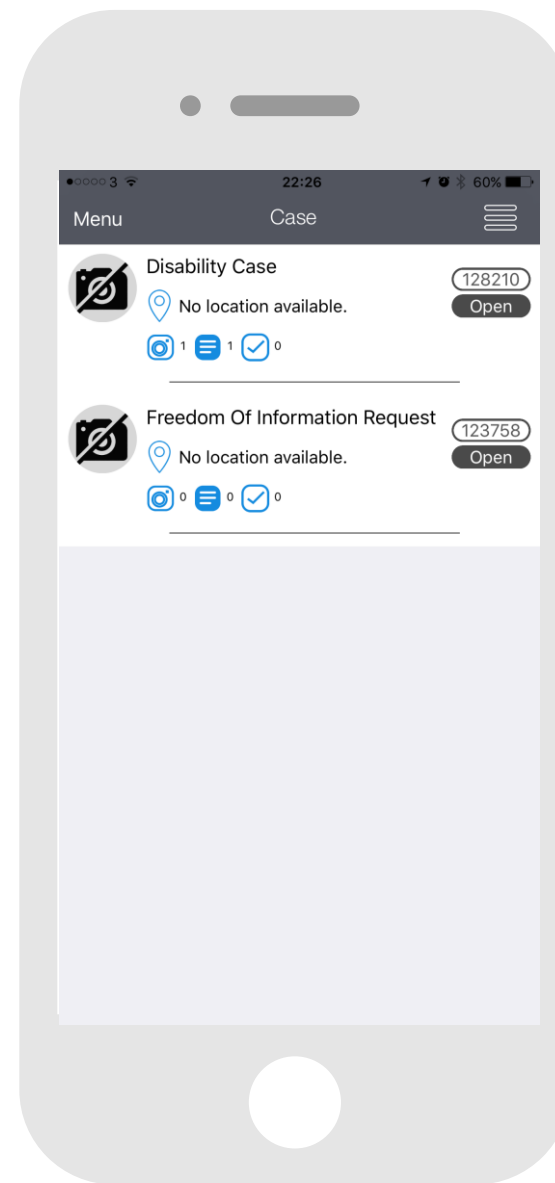 3 22:26 60%
Menu Case
Disability Case
128210
No location available.
Open
1 1 0
Freedom Of Information Request
123758
No location available.
Open
0 0 0